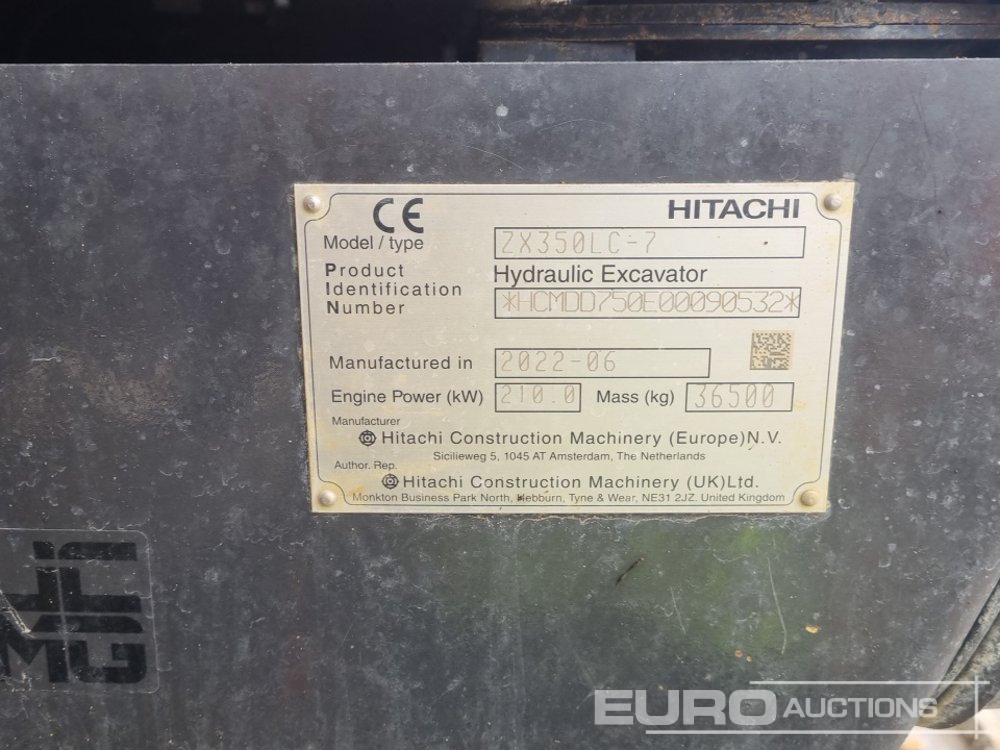 CE
HITACHI
Model / type ZX350LC-7
Product Hydraulic Excavator
Identification
Number *HCMDD750E00090532*
Manufactured in 2022-06
Engine Power (kW) 210.0 Mass (kg) 36500
Manufacturer
Hitachi Construction Machinery (Europe)N.V.
Sicilieweg 5, 1045 AT Amsterdam, The Netherlands
Author. Rep.
Hitachi Construction Machinery (UK)Ltd.
Monkton Business Park North, Hebburn, Tyne & Wear, NE31 2JZ. United Kingdom
EURO AUCTIONS